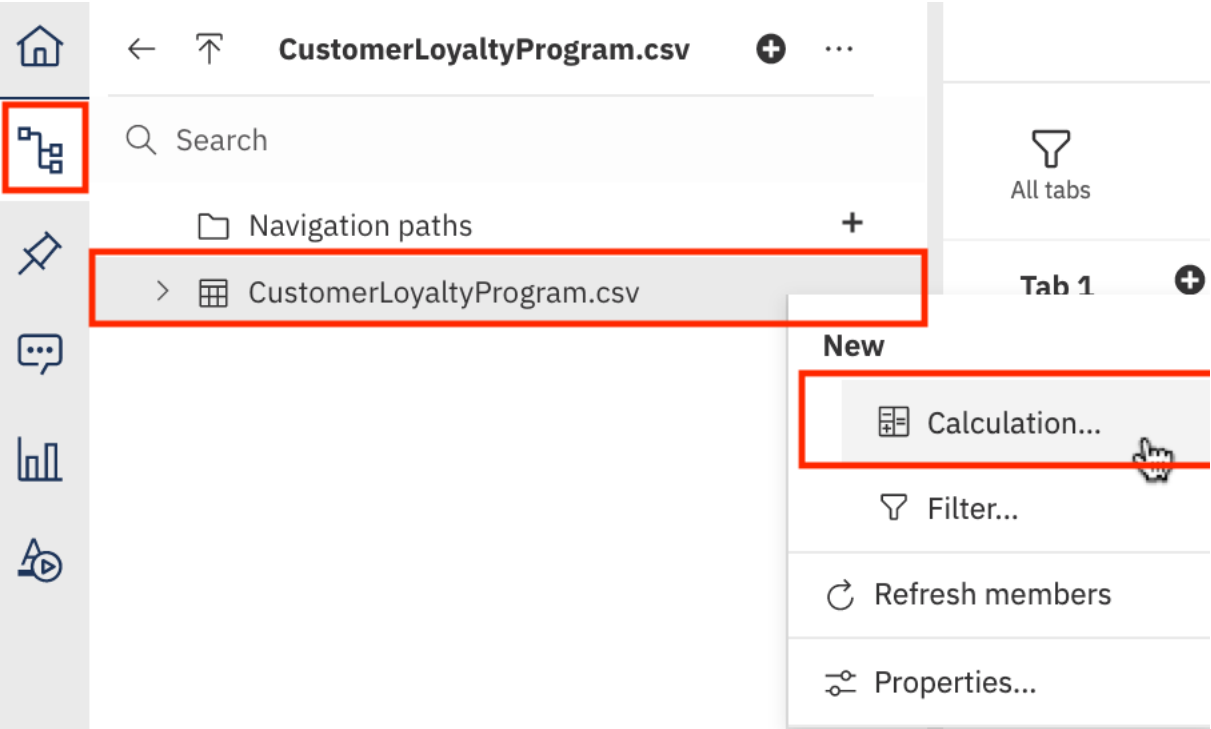 CustomerLoyaltyProgram.csv
Search
All tabs
Navigation paths
CustomerLoyaltyProgram.csv
Tab 1
New
Calculation...
Filter...
Refresh members
Properties...